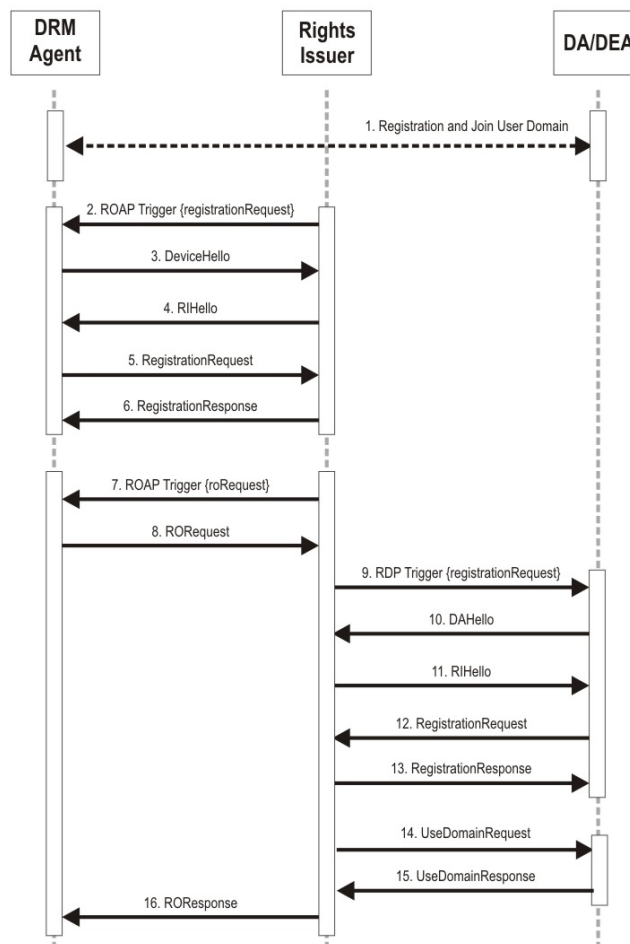 DRM
Agent
Rights
Issuer
DA/DEA
1. Registration and Join User Domain
2. ROAP Trigger {registrationRequest}
3. DeviceHello
4. RIHello
5. RegistrationRequest
6. RegistrationResponse
7. ROAP Trigger {roRequest}
8. RORequest
9. RDP Trigger {registrationRequest}
10. DAHello
11. RIHello
12. RegistrationRequest
13. RegistrationResponse
14. UseDomainRequest
15. UseDomainResponse
16. ROResponse